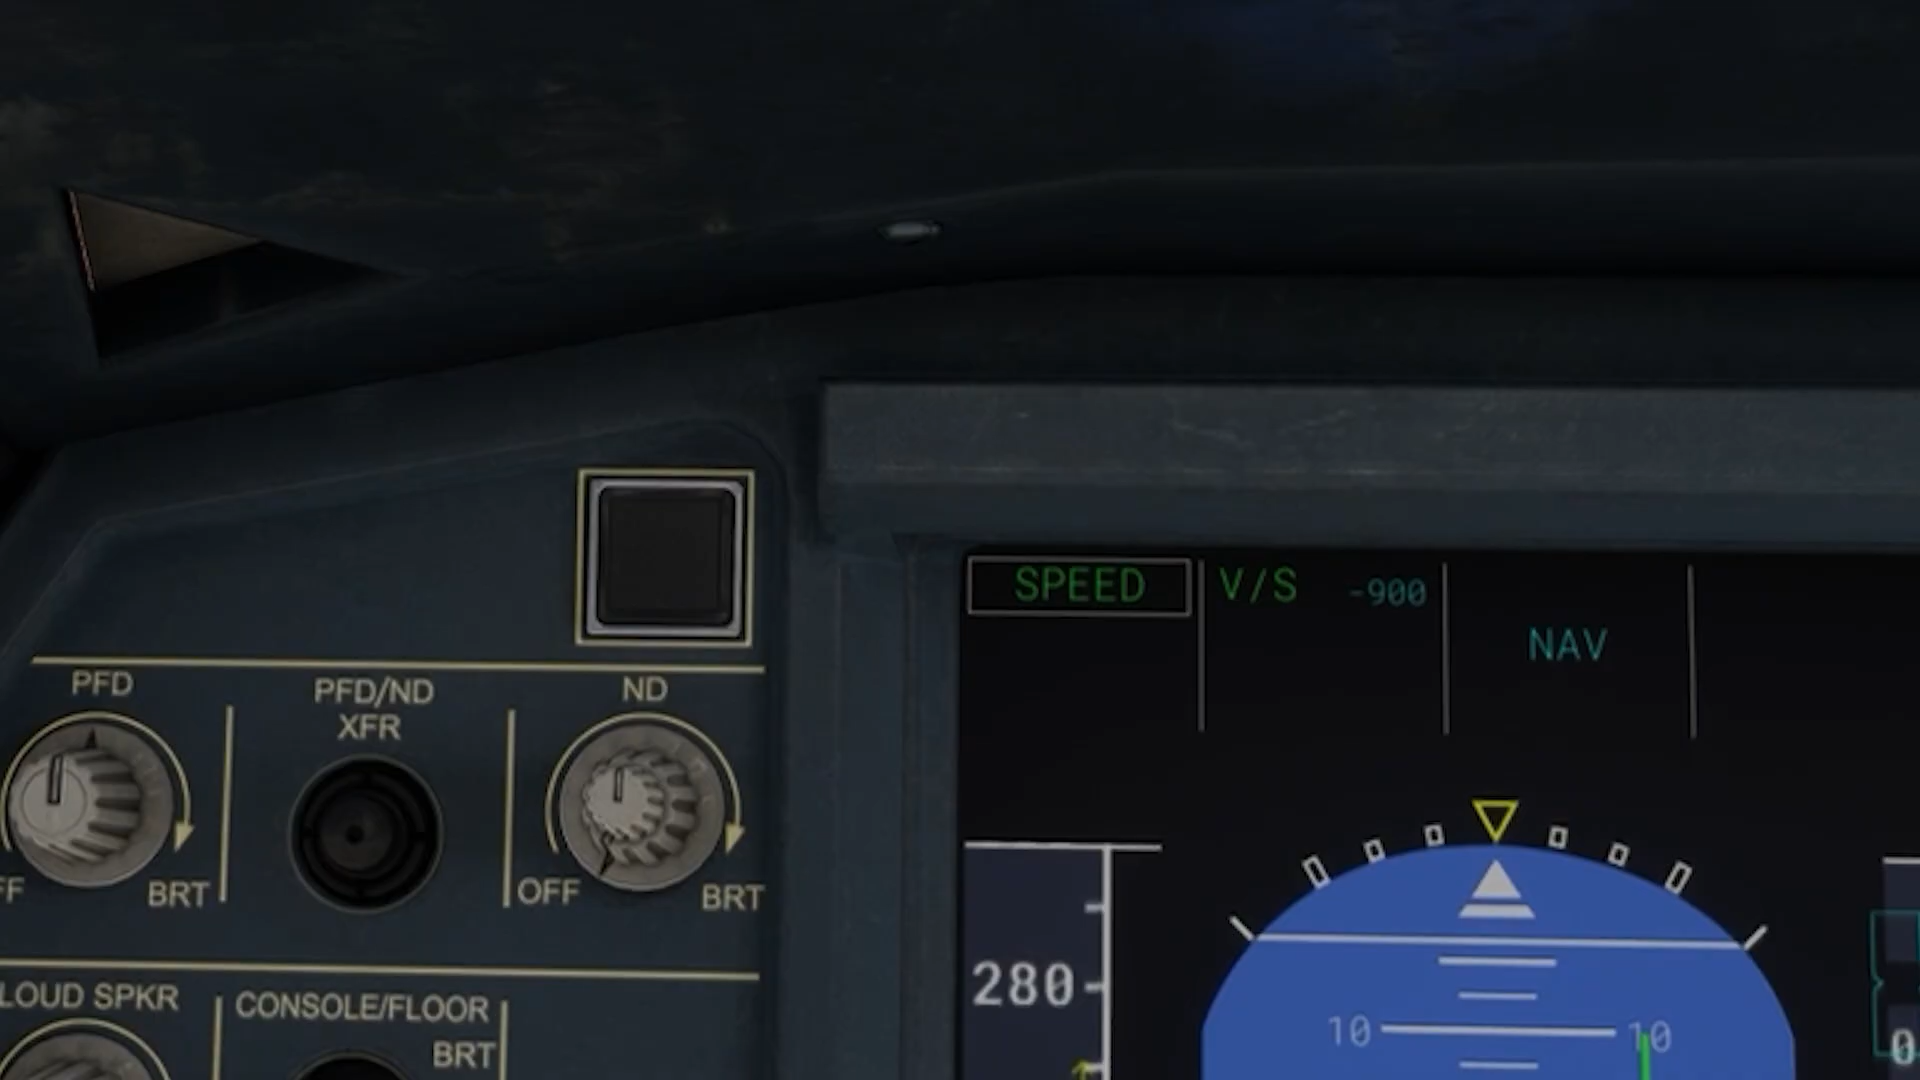 SPEED V/S -900
NAV
PFD
PFD/ND
XFR
ND
BRT
OFF
BRT
280
10 10
0
LOUD SPKR
CONSOLE/FLOOR
BRT